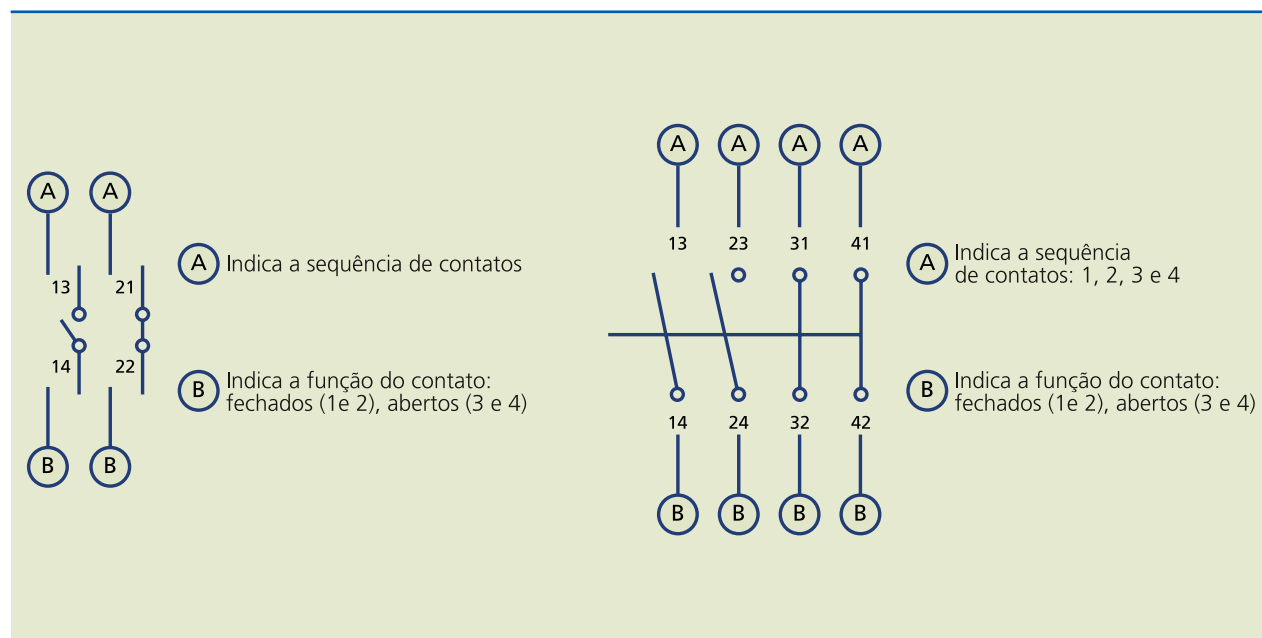 A A
13 21
14 22
B B
A Indica a sequência de contatos
B Indica a função do contato:
fechados (1e 2), abertos (3 e 4)
A A A A
13 23 31 41
14 24 32 42
B B B B
A Indica a sequência
de contatos: 1, 2, 3 e 4
B Indica a função do contato:
fechados (1e 2), abertos (3 e 4)